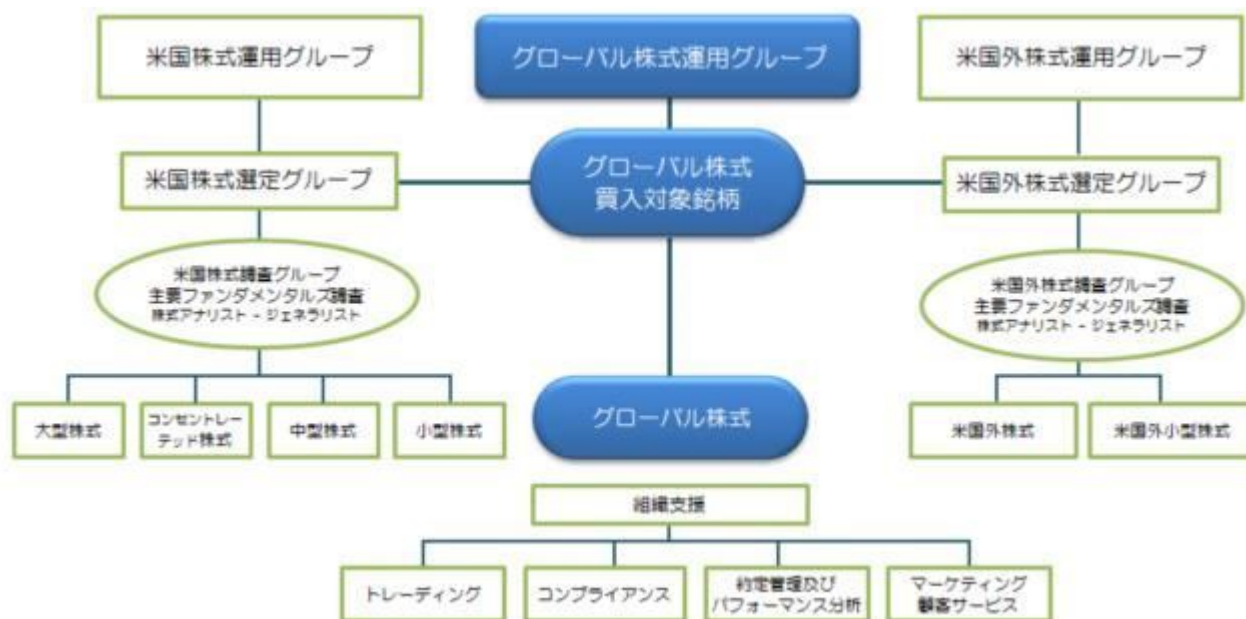 米国株式運用グループ
グローバル株式運用グループ
米国外株式運用グループ
米国株式選定グループ
グローバル株式
買入対象銘柄
米国外株式選定グループ
米国株式調査グループ
主要ファンダメンタルズ調査
株式アナリスト - ジェネラリスト
米国外株式調査グループ
主要ファンダメンタルズ調査
株式アナリスト - ジェネラリスト
大型株式
コンセントレー
テッド株式
中型株式
小型株式
グローバル株式
米国外株式
米国外小型株式
組織支援
トレーディング
コンプライアンス
約定管理及び
パフォーマンス分析
マーケティング
顧客サービス